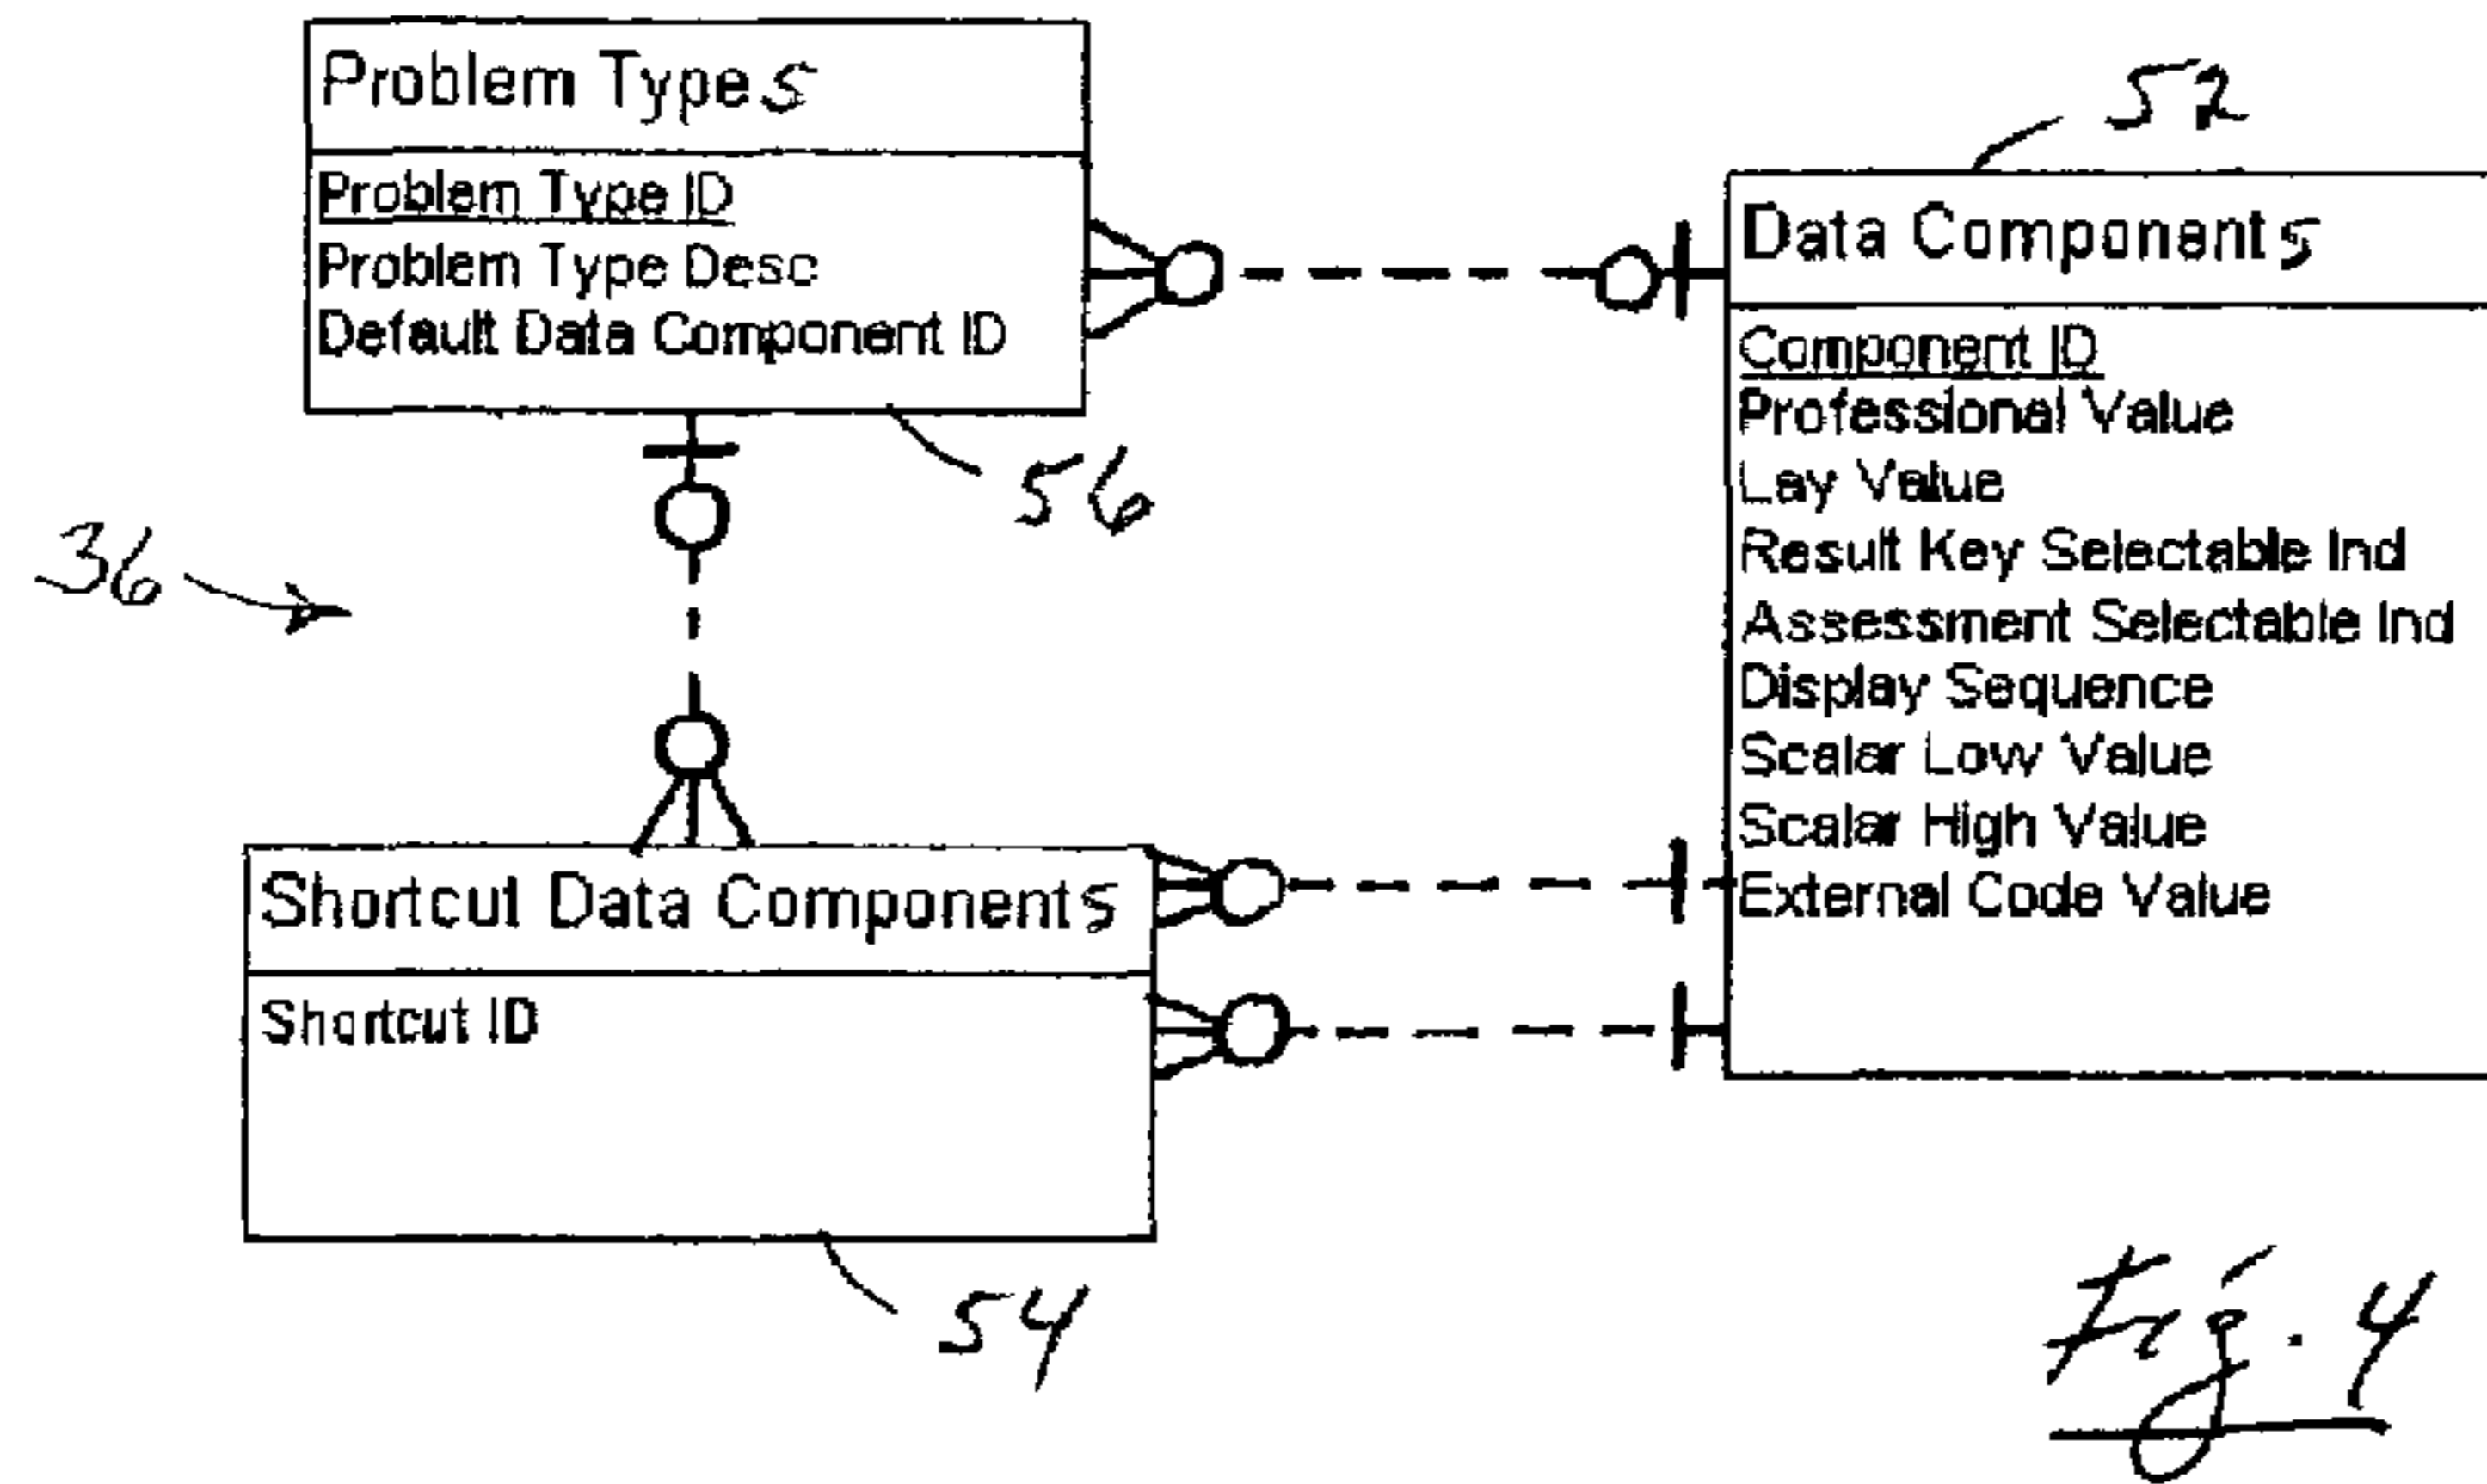 Problem Types
Problem Type ID
Problem Type Desc
Default Data Component ID
56
52
Data Components
Component ID
Professional Value
Lay Value
Result Key Selectable Ind
Assessment Selectable Ind
Display Sequence
Scalar Low Value
Scalar High Value
External Code Value
36
Shortcut Data Components
Shortcut ID
54
Fig. 4